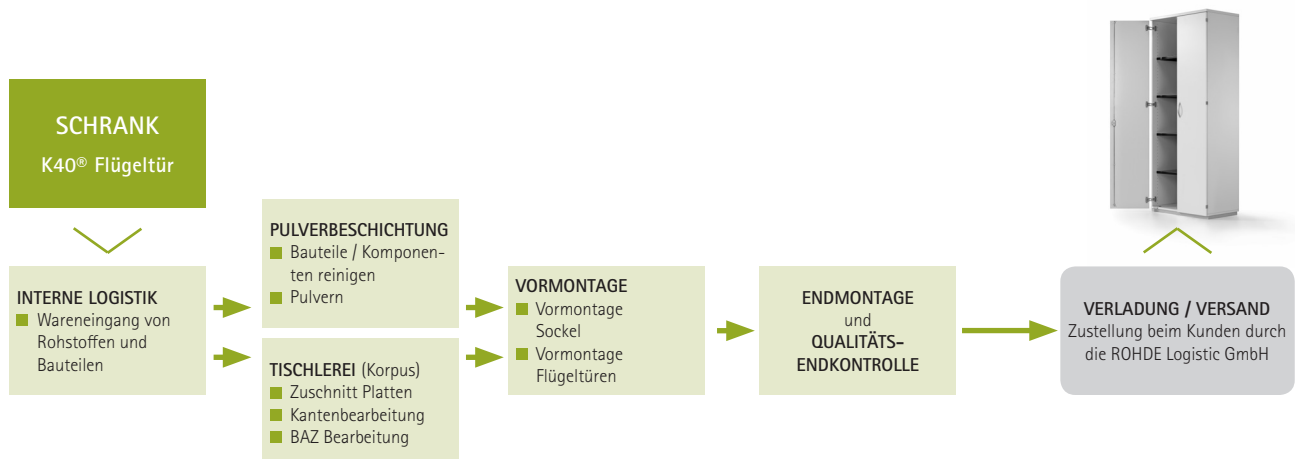 SCHRANK
K40® Flügeltür
INTERNE LOGISTIK
Wareneingang von
Rohstoffen und
Bauteilen
PULVERBESCHICHTUNG
Bauteile / Komponen-
ten reinigen
Pulvern
TISCHLEREI (Korpus)
Zuschnitt Platten
Kantenbearbeitung
BAZ Bearbeitung
VORMONTAGE
Vormontage
Sockel
Vormontage
Flügeltüren
ENDMONTAGE
und
QUALITÄTS-
ENDKONTROLLE
VERLADUNG / VERSAND
Zustellung beim Kunden durch
die ROHDE Logistic GmbH